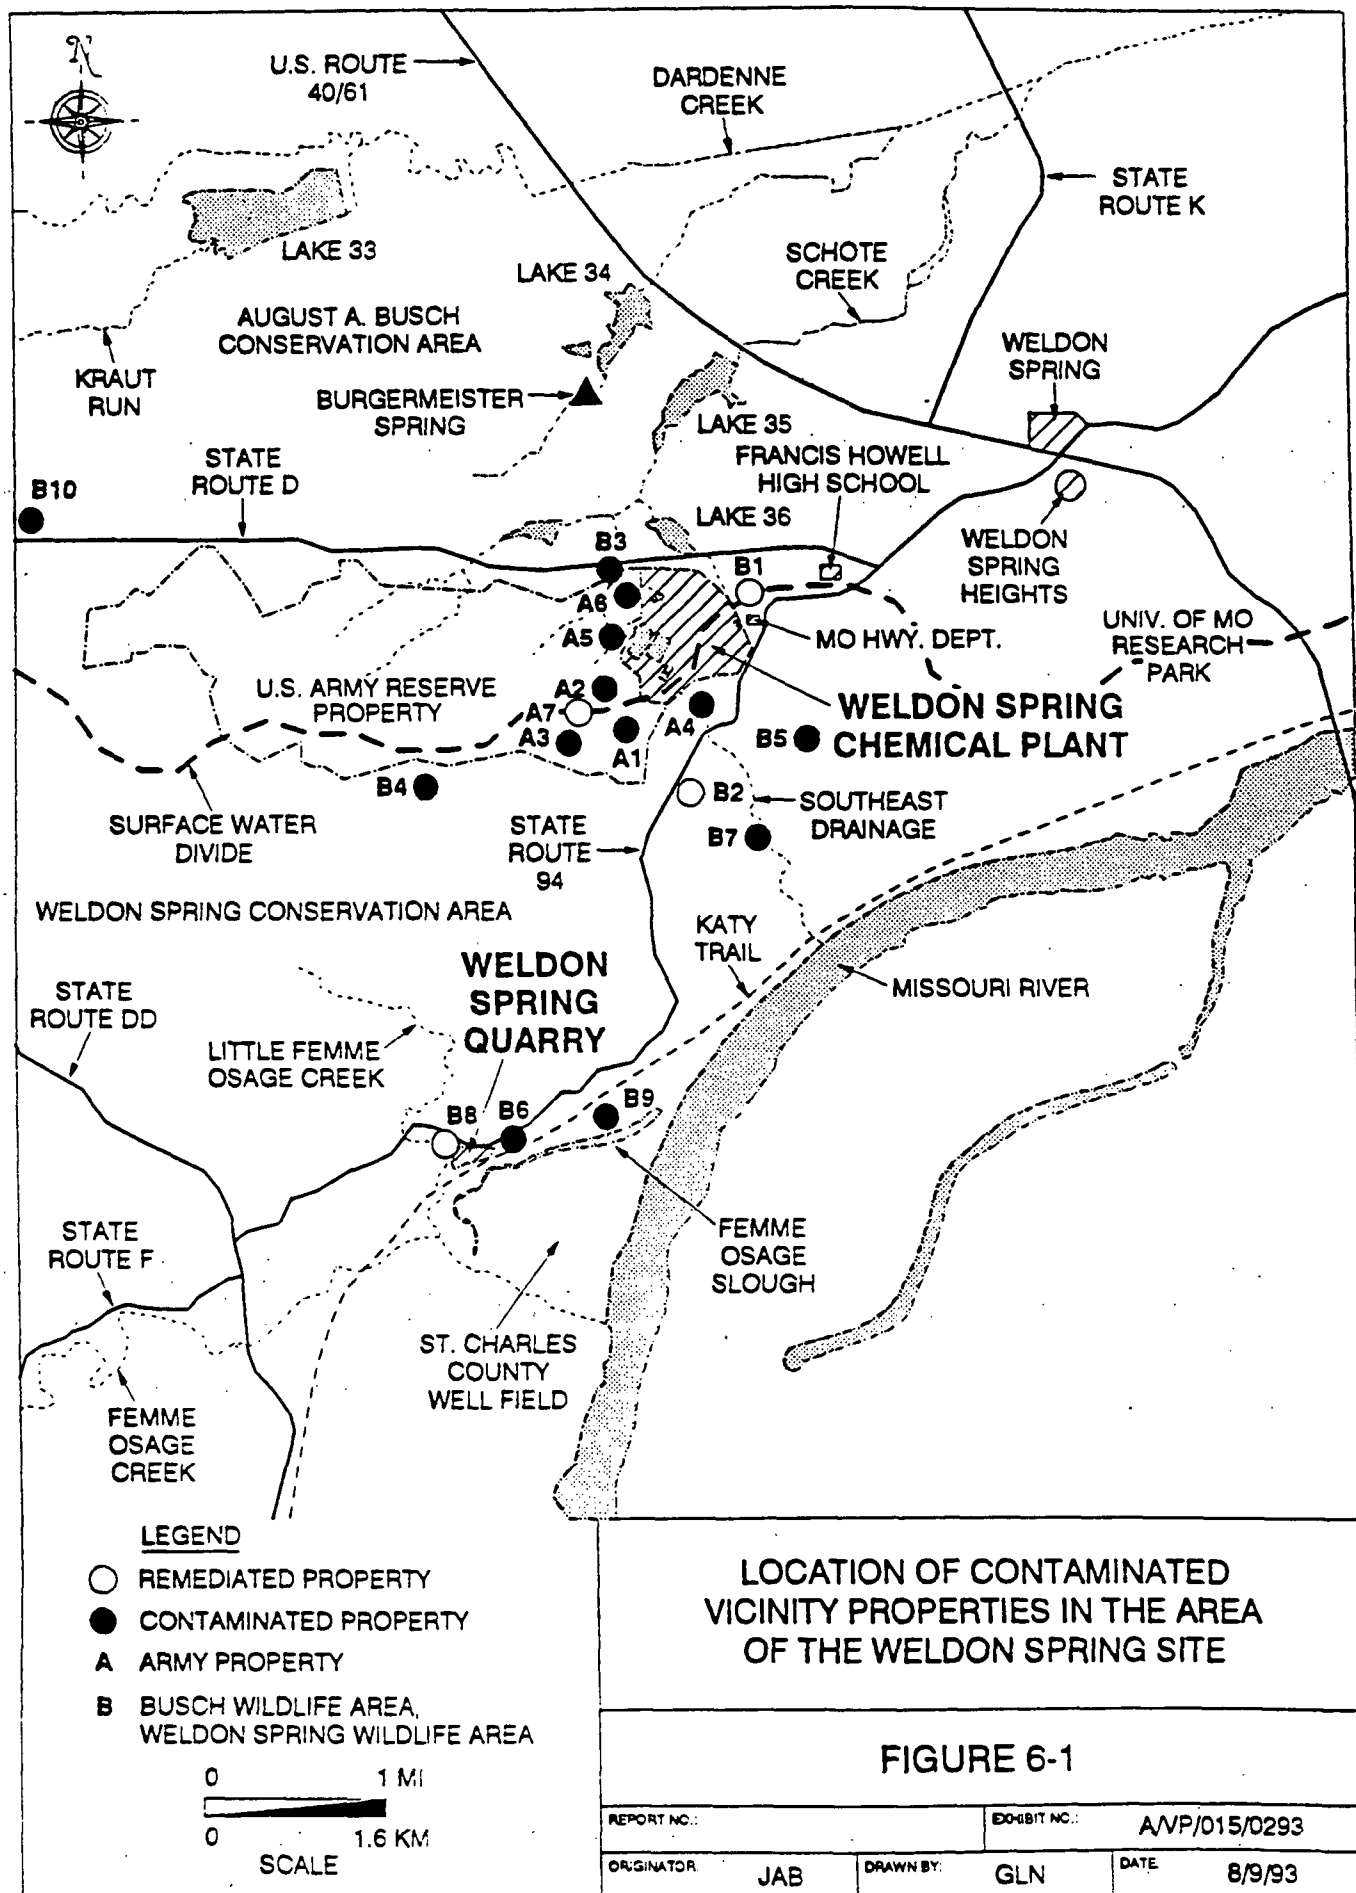 N
U.S. ROUTE
40/61
DARDENNE
CREEK
STATE
ROUTE K
LAKE 33
LAKE 34
SCHOTE
CREEK
AUGUST A. BUSCH
CONSERVATION AREA
KRAUT
RUN
BURGERMEISTER
SPRING
WELDON
SPRING
LAKE 35
STATE
ROUTE D
FRANCIS HOWELL
HIGH SCHOOL
B10
LAKE 36
WELDON
SPRING
HEIGHTS
B3
B1
A6
A5
MO HWY. DEPT.
UNIV. OF MO
RESEARCH
PARK
U.S. ARMY RESERVE
PROPERTY
A2
A7
A3
A1
A4
WELDON SPRING
CHEMICAL PLANT
B5
B4
B2
SOUTHEAST
DRAINAGE
SURFACE WATER
DIVIDE
STATE
ROUTE
94
B7
WELDON SPRING CONSERVATION AREA
KATY
TRAIL
WELDON
SPRING
QUARRY
MISSOURI RIVER
STATE
ROUTE DD
LITTLE FEMME
OSAGE CREEK
B8
B6
B9
STATE
ROUTE F
FEMME
OSAGE
SLOUGH
ST. CHARLES
COUNTY
WELL FIELD
FEMME
OSAGE
CREEK
LEGEND
REMEDIATED PROPERTY
CONTAMINATED PROPERTY
A ARMY PROPERTY
B BUSCH WILDLIFE AREA,
WELDON SPRING WILDLIFE AREA
0 1 MI
0 1.6 KM
SCALE
LOCATION OF CONTAMINATED
VICINITY PROPERTIES IN THE AREA
OF THE WELDON SPRING SITE
FIGURE 6-1
REPORT NO.:
EXHIBIT NO.: A/VP/015/0293
ORIGINATOR: JAB
DRAWN BY: GLN
DATE 8/9/93